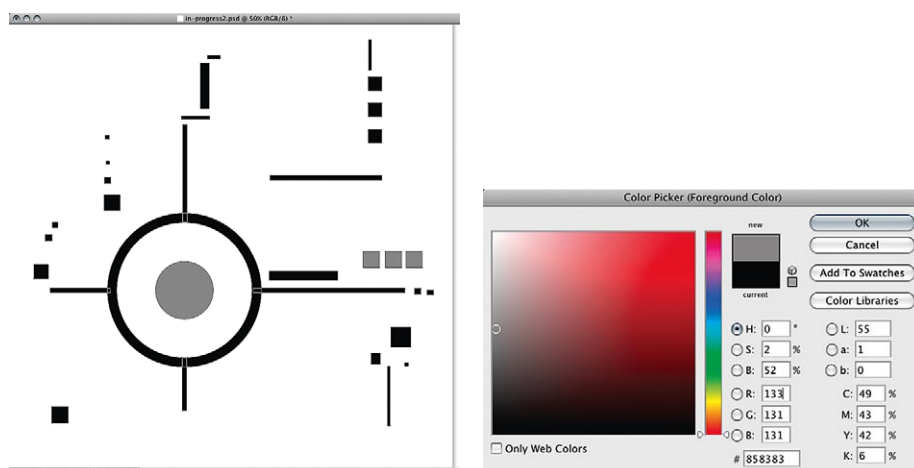 in-progress2.psd @ 50% (RGB/8) *
Color Picker (Foreground Color)
new
current
OK
Cancel
Add To Swatches
Color Libraries
H: 0 °
S: 2 %
B: 52 %
R: 133
G: 131
B: 131
# 858383
L: 55
a: 1
b: 0
C: 49 %
M: 43 %
Y: 42 %
K: 6 %
Only Web Colors